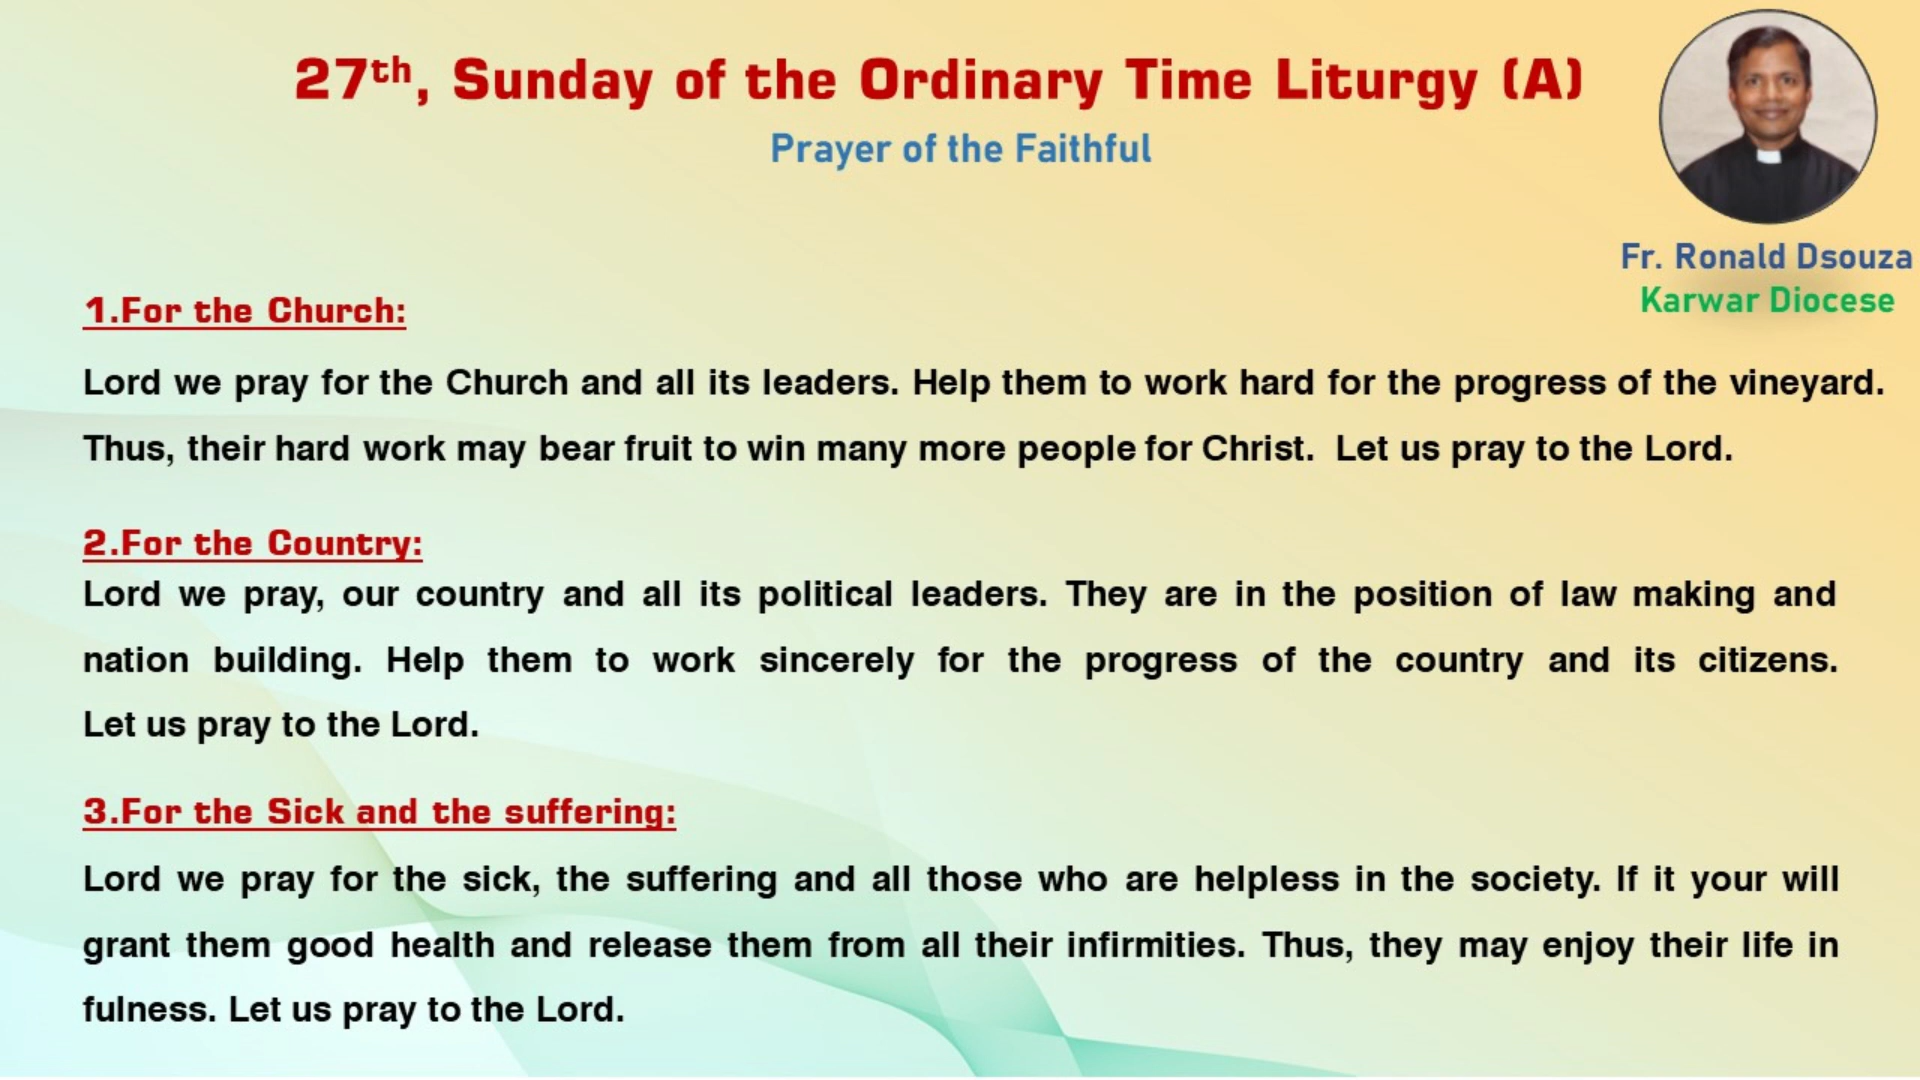 27th, Sunday of the Ordinary Time Liturgy (A)
Prayer of the Faithful
Fr. Ronald Dsouza
Karwar Diocese
1.For the Church:
Lord we pray for the Church and all its leaders. Help them to work hard for the progress of the vineyard.
Thus, their hard work may bear fruit to win many more people for Christ.  Let us pray to the Lord.
2.For the Country:
Lord we pray, our country and all its political leaders. They are in the position of law making and
nation building. Help them to work sincerely for the progress of the country and its citizens.
Let us pray to the Lord.
3.For the Sick and the suffering:
Lord we pray for the sick, the suffering and all those who are helpless in the society. If it your will
grant them good health and release them from all their infirmities. Thus, they may enjoy their life in
fulness. Let us pray to the Lord.